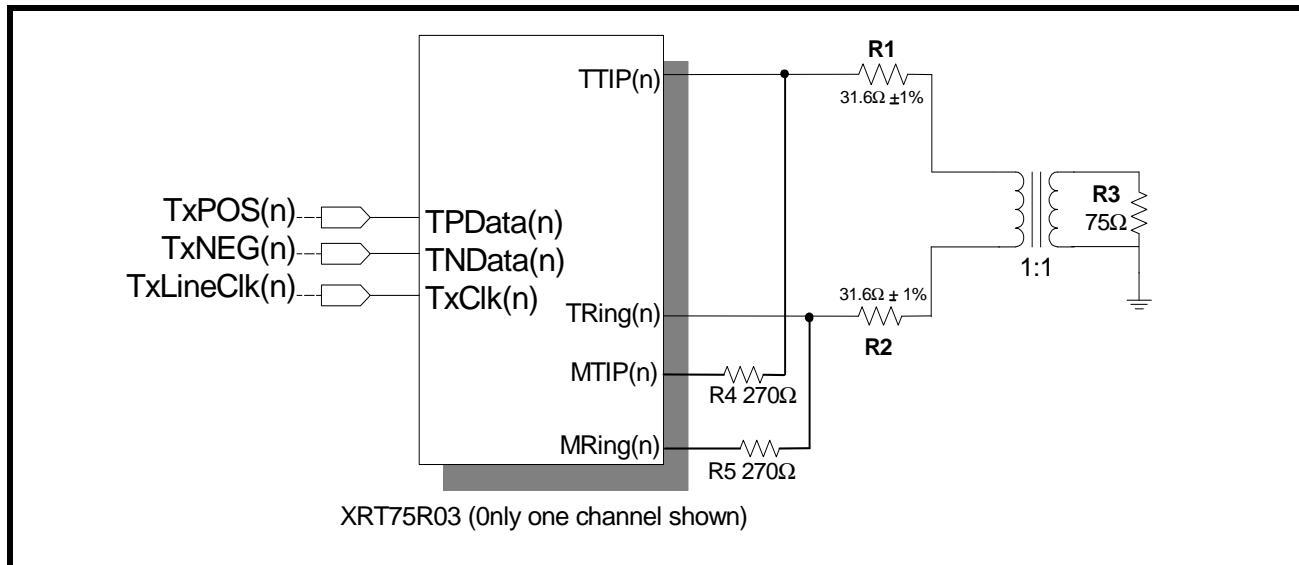 R1
TTIP(n)
31.6Ω ±1%
TxPOS(n)
TPData(n)
TxNEG(n)
TNData(n)
TxLineClk(n)
TxClk(n)
R3
75Ω
1:1
31.6Ω ± 1%
TRing(n)
R2
MTIP(n)
R4 270Ω
MRing(n)
R5 270Ω
XRT75R03 (0nly one channel shown)